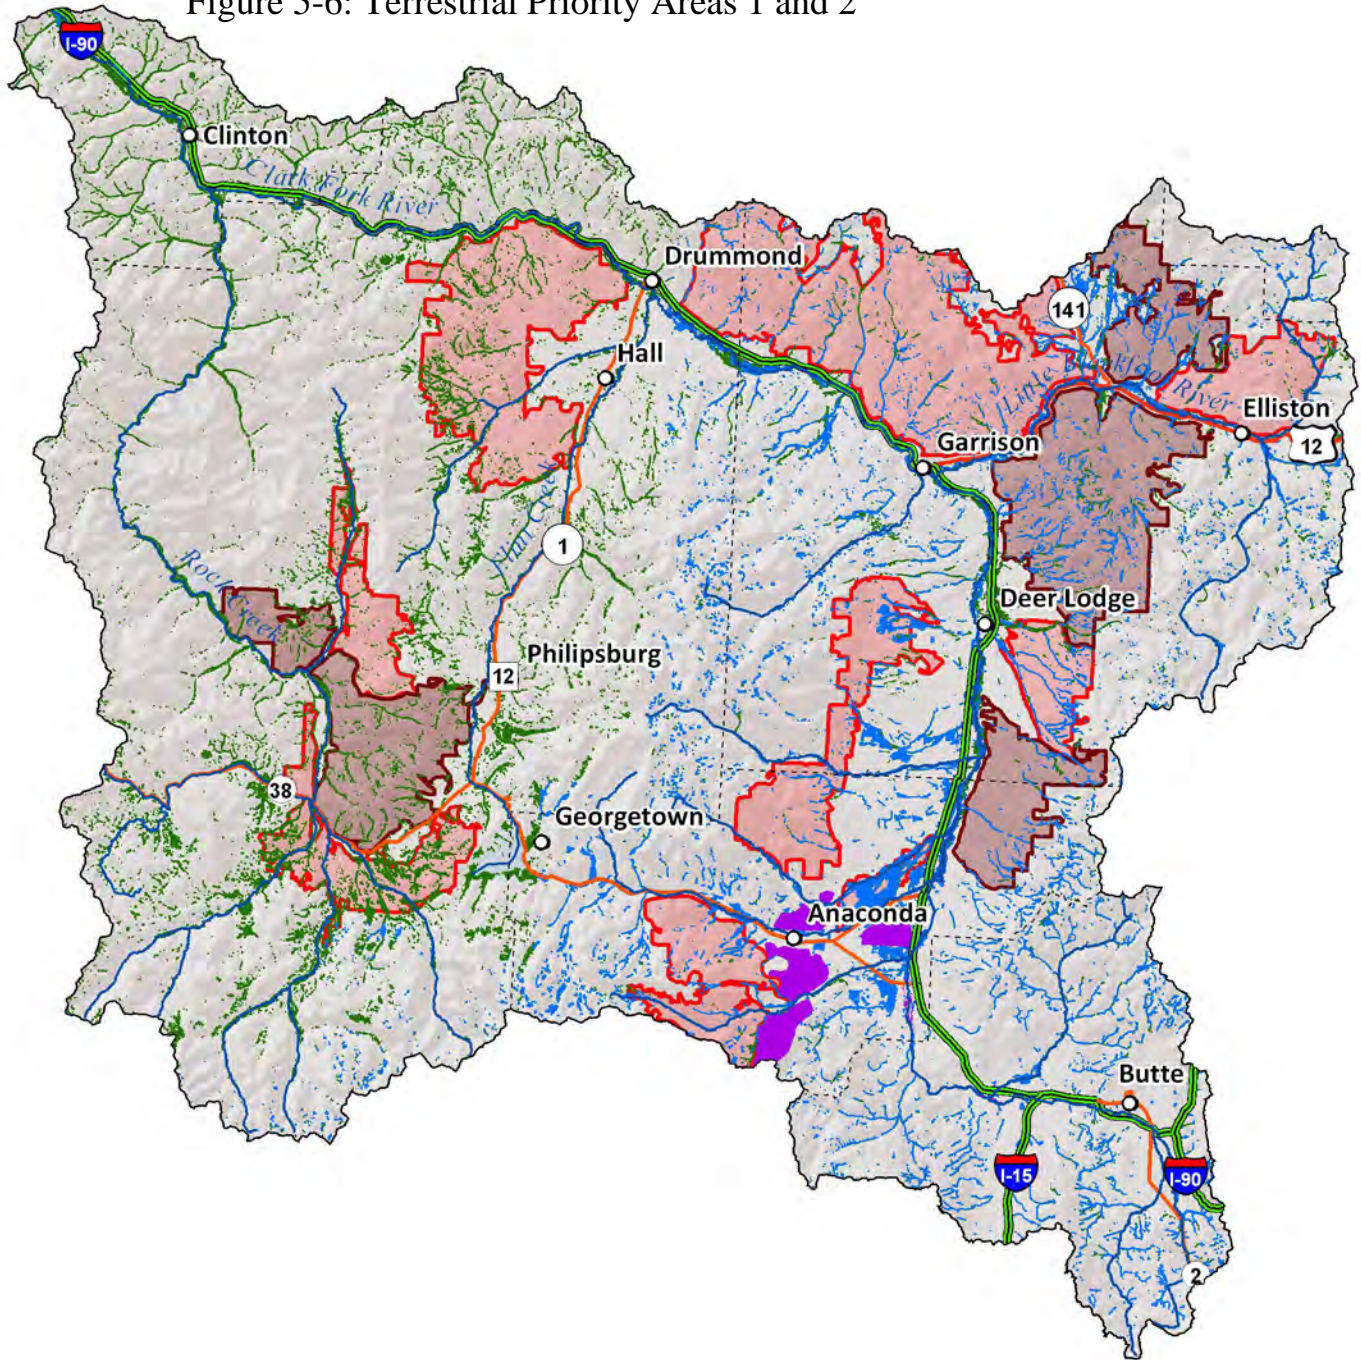 Figure 3-6: Terrestrial Priority Areas 1 and 2
I-90
Clinton
Clark Fork River
Drummond
141
Hall
Little Blackfoot River
Elliston
12
Garrison
1
Rock Creek
Deer Lodge
Philipsburg
12
38
Georgetown
Anaconda
Butte
I-15
I-90
2